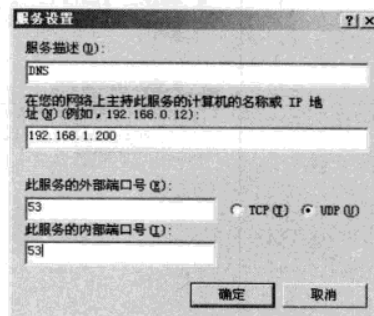 服务设置
服务描述(D):
DNS
在您的网络上主持此服务的计算机的名称或 IP 地
址(N)(例如，192.168.0.12):
192.168.1.200
此服务的外部端口号(E):
53
TCP(T) UDP(U)
此服务的内部端口号(I):
53
确定 取消